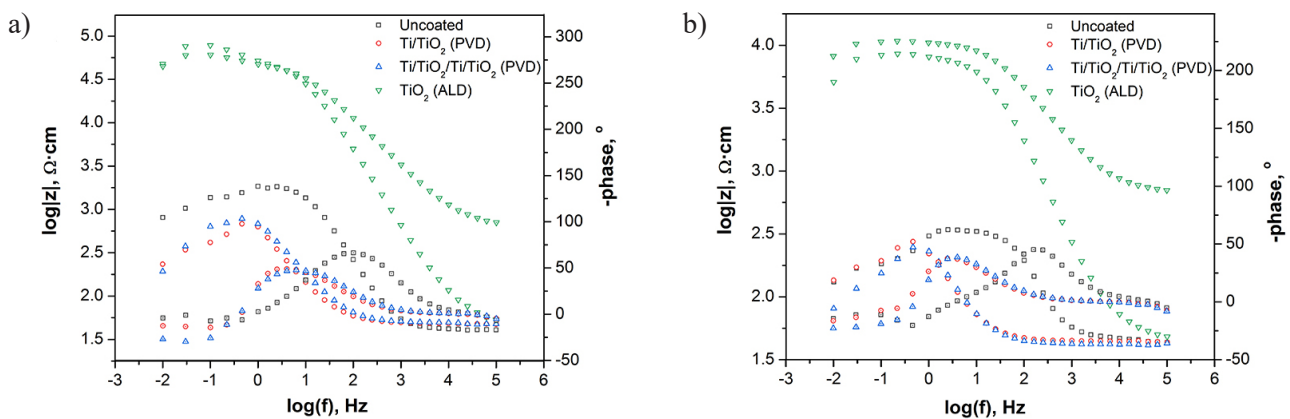 a)
Uncoated
Ti/TiO₂ (PVD)
Ti/TiO₂/Ti/TiO₂ (PVD)
TiO₂ (ALD)
5.0
4.5
4.0
3.5
3.0
2.5
2.0
1.5
log|z|, Ω·cm
300
250
200
150
100
50
0
-50
-phase, °
-3 -2 -1 0 1 2 3 4 5 6
log(f), Hz
b)
Uncoated
Ti/TiO₂ (PVD)
Ti/TiO₂/Ti/TiO₂ (PVD)
TiO₂ (ALD)
4.0
3.5
3.0
2.5
2.0
1.5
log|z|, Ω·cm
200
150
100
50
0
-50
-phase, °
-3 -2 -1 0 1 2 3 4 5 6
log(f), Hz